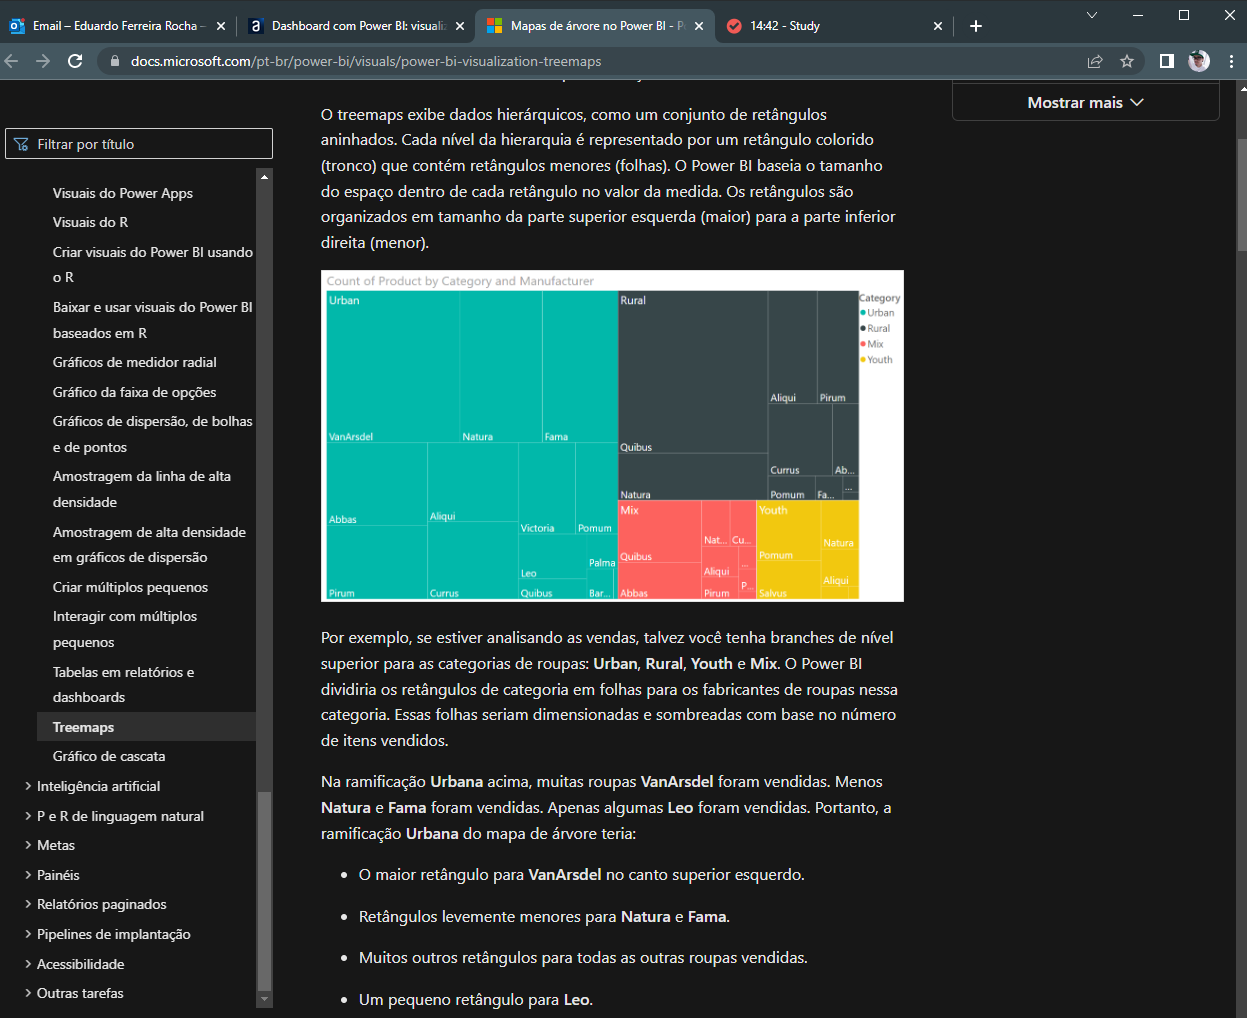 Email – Eduardo Ferreira Rocha –
Dashboard com Power BI: visuali
Mapas de árvore no Power BI - P
14:42 - Study
docs.microsoft.com/pt-br/power-bi/visuals/power-bi-visualization-treemaps
Mostrar mais
Filtrar por título
Visuais do Power Apps
Visuais do R
Criar visuais do Power BI usando
o R
Baixar e usar visuais do Power BI
baseados em R
Gráficos de medidor radial
Gráfico da faixa de opções
Gráficos de dispersão, de bolhas
e de pontos
Amostragem da linha de alta
densidade
Amostragem de alta densidade
em gráficos de dispersão
Criar múltiplos pequenos
Interagir com múltiplos
pequenos
Tabelas em relatórios e
dashboards
Treemaps
Gráfico de cascata
Inteligência artificial
P e R de linguagem natural
Metas
Painéis
Relatórios paginados
Pipelines de implantação
Acessibilidade
Outras tarefas
O treemaps exibe dados hierárquicos, como um conjunto de retângulos
aninhados. Cada nível da hierarquia é representado por um retângulo colorido
(tronco) que contém retângulos menores (folhas). O Power BI baseia o tamanho
do espaço dentro de cada retângulo no valor da medida. Os retângulos são
organizados em tamanho da parte superior esquerda (maior) para a parte inferior
direita (menor).
Count of Product by Category and Manufacturer
Urban
VanArsdel
Natura
Fama
Abbas
Aliqui
Victoria
Pomum
Leo
Palma
Pirum
Currus
Quibus
Bar...
Rural
Quibus
Natura
Aliqui
Pirum
Currus
Ab...
Pomum
Fa...
...
Mix
Quibus
Abbas
Nat...
Cu...
Aliqui
...
Pirum
P...
Youth
Pomum
Salvus
Natura
Aliqui
Category
Urban
Rural
Mix
Youth
Por exemplo, se estiver analisando as vendas, talvez você tenha branches de nível
superior para as categorias de roupas: Urban, Rural, Youth e Mix. O Power BI
dividiria os retângulos de categoria em folhas para os fabricantes de roupas nessa
categoria. Essas folhas seriam dimensionadas e sombreadas com base no número
de itens vendidos.
Na ramificação Urbana acima, muitas roupas VanArsdel foram vendidas. Menos
Natura e Fama foram vendidas. Apenas algumas Leo foram vendidas. Portanto, a
ramificação Urbana do mapa de árvore teria:
• O maior retângulo para VanArsdel no canto superior esquerdo.
• Retângulos levemente menores para Natura e Fama.
• Muitos outros retângulos para todas as outras roupas vendidas.
• Um pequeno retângulo para Leo.